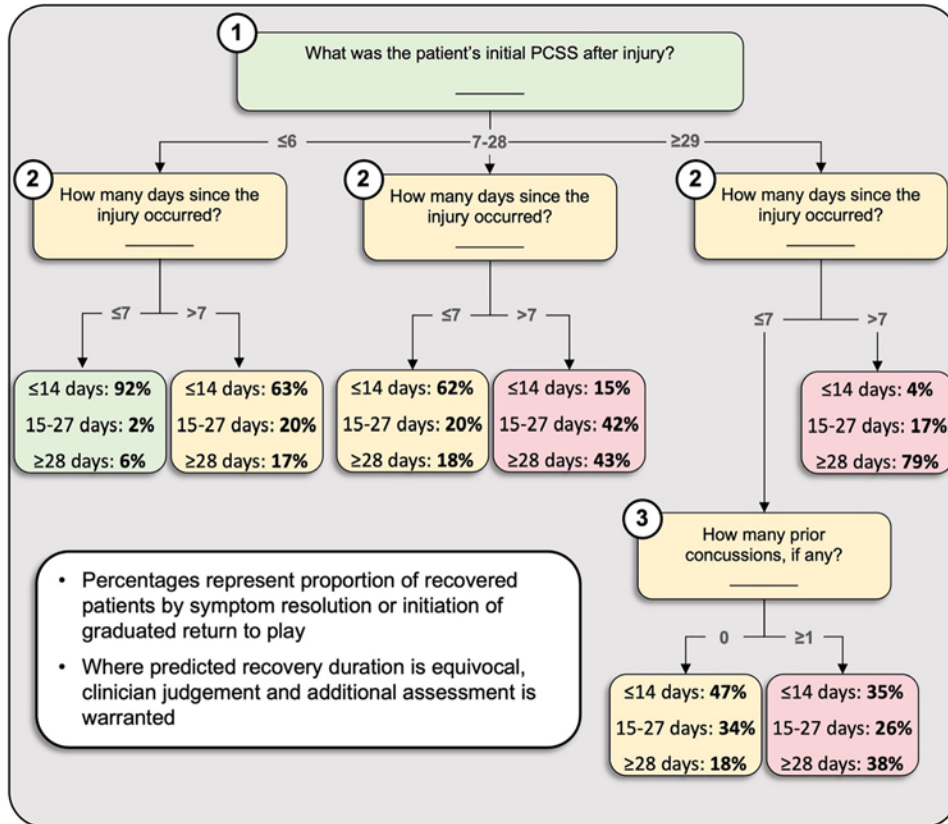 1
What was the patient's initial PCSS after injury?
≤6
7-28
≥29
2
How many days since the
injury occurred?
2
How many days since the
injury occurred?
2
How many days since the
injury occurred?
≤7
>7
≤7
>7
≤7
>7
≤14 days: 92%
15-27 days: 2%
≥28 days: 6%
≤14 days: 63%
15-27 days: 20%
≥28 days: 17%
≤14 days: 62%
15-27 days: 20%
≥28 days: 18%
≤14 days: 15%
15-27 days: 42%
≥28 days: 43%
≤14 days: 4%
15-27 days: 17%
≥28 days: 79%
3
How many prior
concussions, if any?
0
≥1
≤14 days: 47%
15-27 days: 34%
≥28 days: 18%
≤14 days: 35%
15-27 days: 26%
≥28 days: 38%
• Percentages represent proportion of recovered
patients by symptom resolution or initiation of
graduated return to play
• Where predicted recovery duration is equivocal,
clinician judgement and additional assessment is
warranted